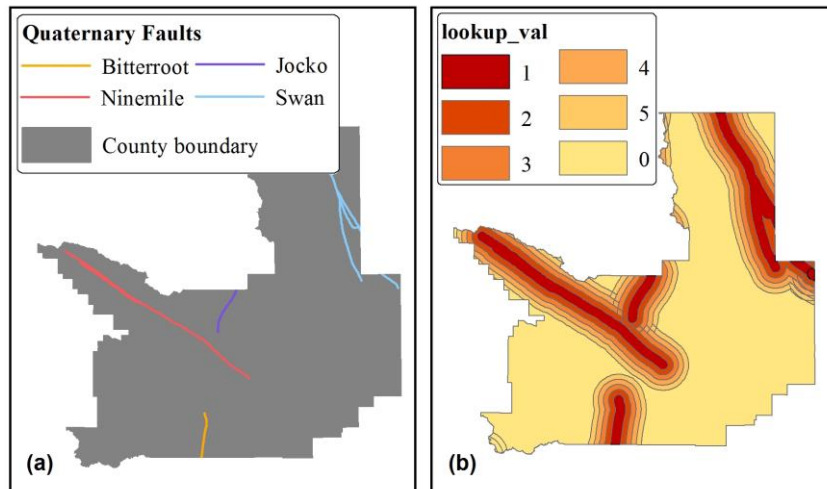 Quaternary Faults
Bitterroot Jocko
Ninemile Swan
County boundary
(a)
lookup_val
1 4
2 5
3 0
(b)